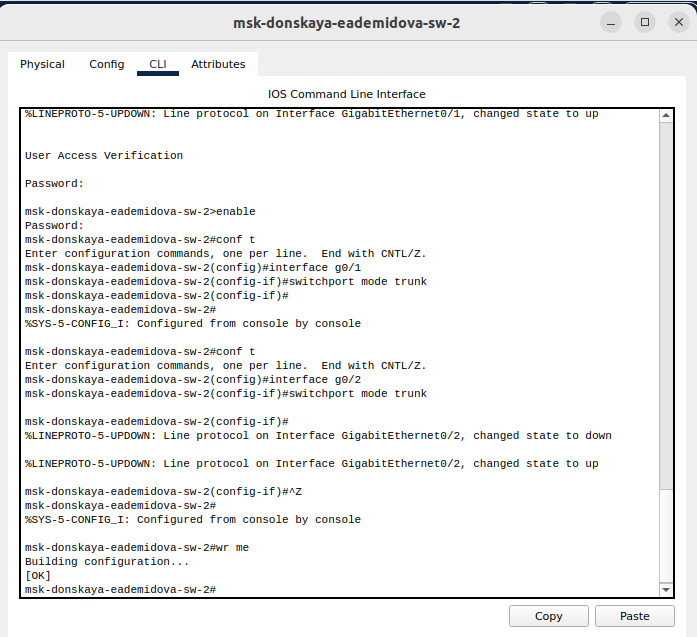 msk-donskaya-eademidova-sw-2
Physical Config CLI Attributes
IOS Command Line Interface
%LINEPROTO-5-UPDOWN: Line protocol on Interface GigabitEthernet0/1, changed state to up
User Access Verification
Password:
msk-donskaya-eademidova-sw-2>enable
Password:
msk-donskaya-eademidova-sw-2#conf t
Enter configuration commands, one per line.  End with CNTL/Z.
msk-donskaya-eademidova-sw-2(config)#interface g0/1
msk-donskaya-eademidova-sw-2(config-if)#switchport mode trunk
msk-donskaya-eademidova-sw-2(config-if)#
msk-donskaya-eademidova-sw-2#
%SYS-5-CONFIG_I: Configured from console by console
msk-donskaya-eademidova-sw-2#conf t
Enter configuration commands, one per line.  End with CNTL/Z.
msk-donskaya-eademidova-sw-2(config)#interface g0/2
msk-donskaya-eademidova-sw-2(config-if)#switchport mode trunk
msk-donskaya-eademidova-sw-2(config-if)#
%LINEPROTO-5-UPDOWN: Line protocol on Interface GigabitEthernet0/2, changed state to down
%LINEPROTO-5-UPDOWN: Line protocol on Interface GigabitEthernet0/2, changed state to up
msk-donskaya-eademidova-sw-2(config-if)#^Z
msk-donskaya-eademidova-sw-2#
%SYS-5-CONFIG_I: Configured from console by console
msk-donskaya-eademidova-sw-2#wr me
Building configuration...
[OK]
msk-donskaya-eademidova-sw-2#
Copy Paste